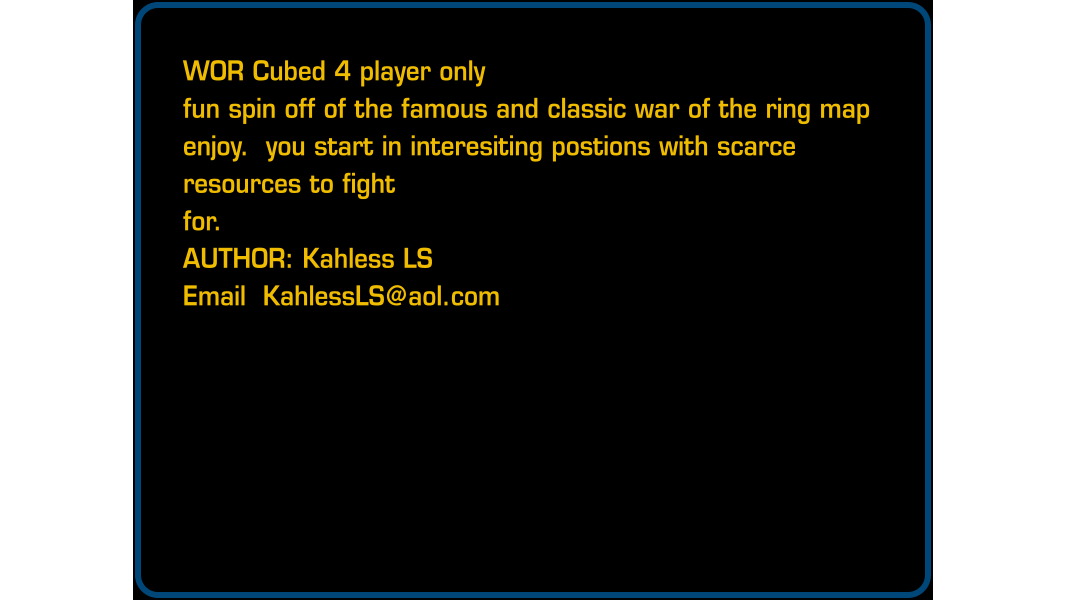 WOR Cubed 4 player only
fun spin off of the famous and classic war of the ring map
enjoy.  you start in interesiting postions with scarce
resources to fight
for.
AUTHOR: Kahless LS
Email  KahlessLS@aol.com